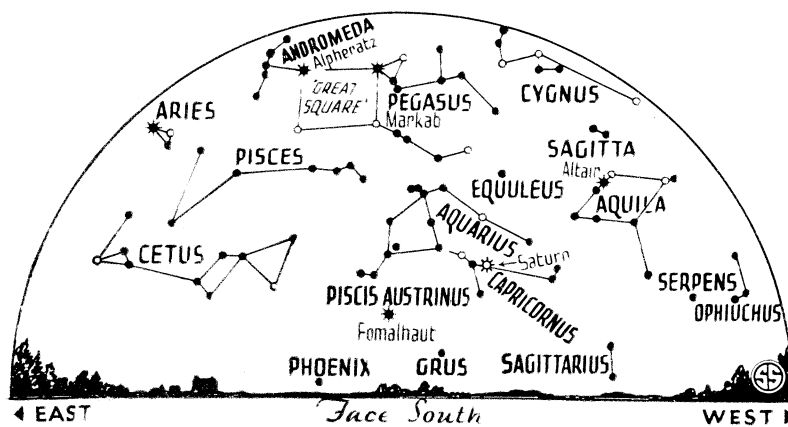 ANDROMEDA
Alpheratz
'GREAT
SQUARE'
PEGASUS
Markab
CYGNUS
ARIES
PISCES
SAGITTA
Altair
EQUULEUS
AQUILA
AQUARIUS
CETUS
Saturn
CAPRICORNUS
SERPENS
OPHIUCHUS
PISCIS AUSTRINUS
Fomalhaut
PHOENIX
GRUS
SAGITTARIUS
SS
EAST
Face South
WEST